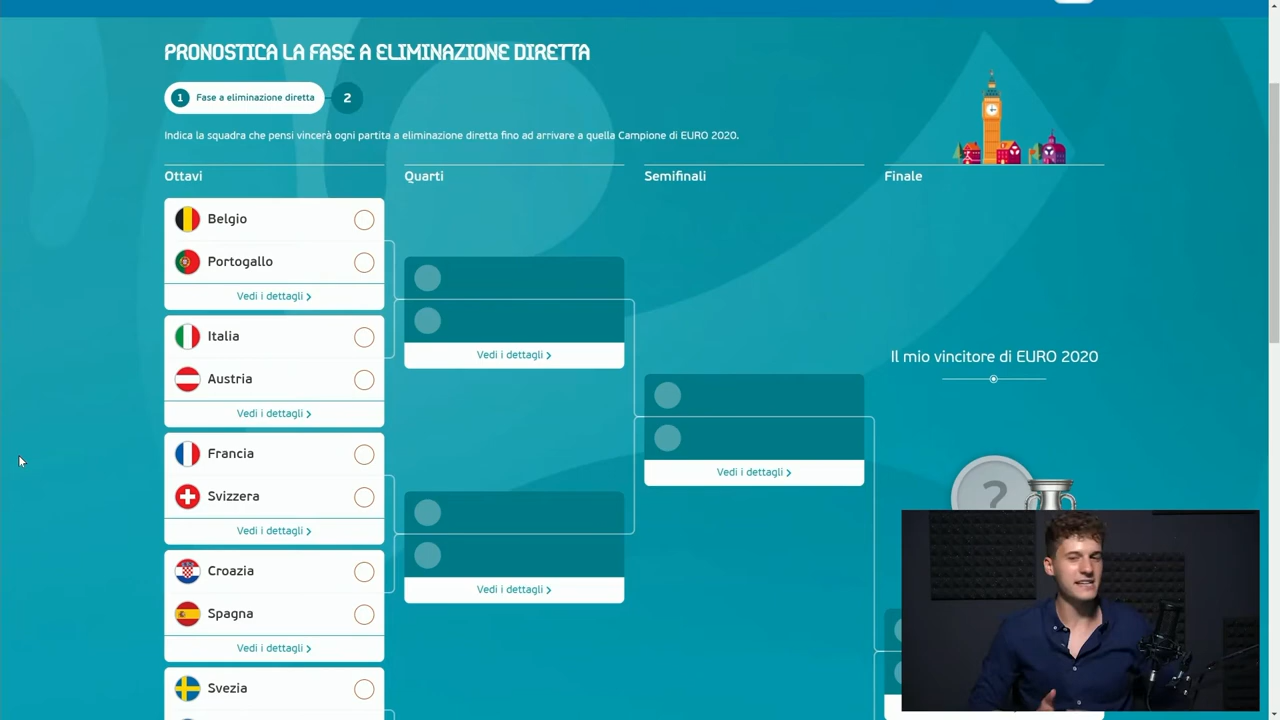 PRONOSTICA LA FASE A ELIMINAZIONE DIRETTA
1 Fase a eliminazione diretta 2
Indica la squadra che pensi vincerà ogni partita a eliminazione diretta fino ad arrivare a quella Campione di EURO 2020.
Ottavi
Quarti
Semifinali
Finale
Belgio
Portogallo
Vedi i dettagli
Italia
Austria
Vedi i dettagli
Francia
Svizzera
Vedi i dettagli
Croazia
Spagna
Vedi i dettagli
Svezia
Vedi i dettagli
Vedi i dettagli
Vedi i dettagli
Il mio vincitore di EURO 2020
?